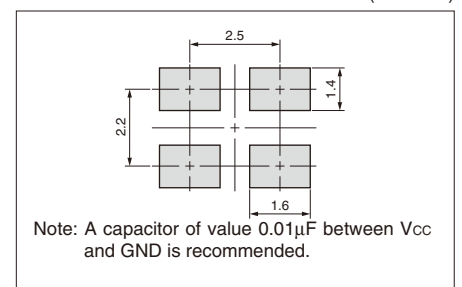 2.5
1.4
2.2
1.6
Note: A capacitor of value 0.01μF between Vcc
and GND is recommended.